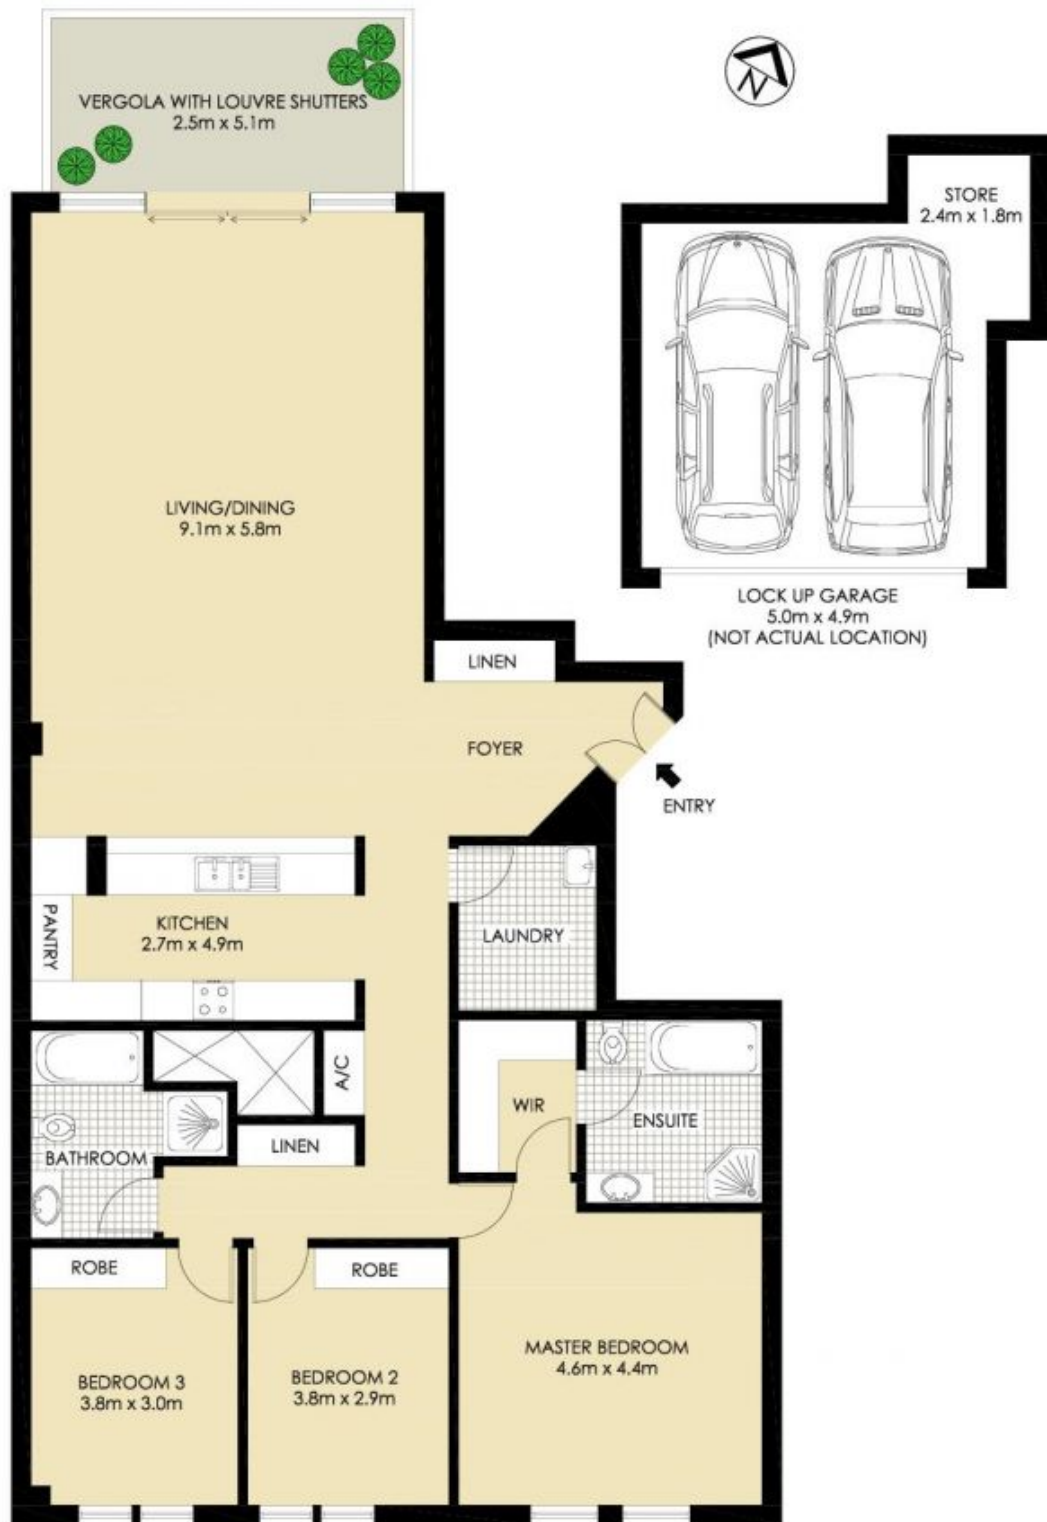 VERGOLA WITH LOUVRE SHUTTERS
2.5m x 5.1m
N
STORE
2.4m x 1.8m
LIVING/DINING
9.1m x 5.8m
LOCK UP GARAGE
5.0m x 4.9m
(NOT ACTUAL LOCATION)
LINEN
FOYER
ENTRY
PANTRY
KITCHEN
2.7m x 4.9m
LAUNDRY
A/C
WIR
ENSUITE
BATHROOM
LINEN
ROBE
ROBE
BEDROOM 3
3.8m x 3.0m
BEDROOM 2
3.8m x 2.9m
MASTER BEDROOM
4.6m x 4.4m